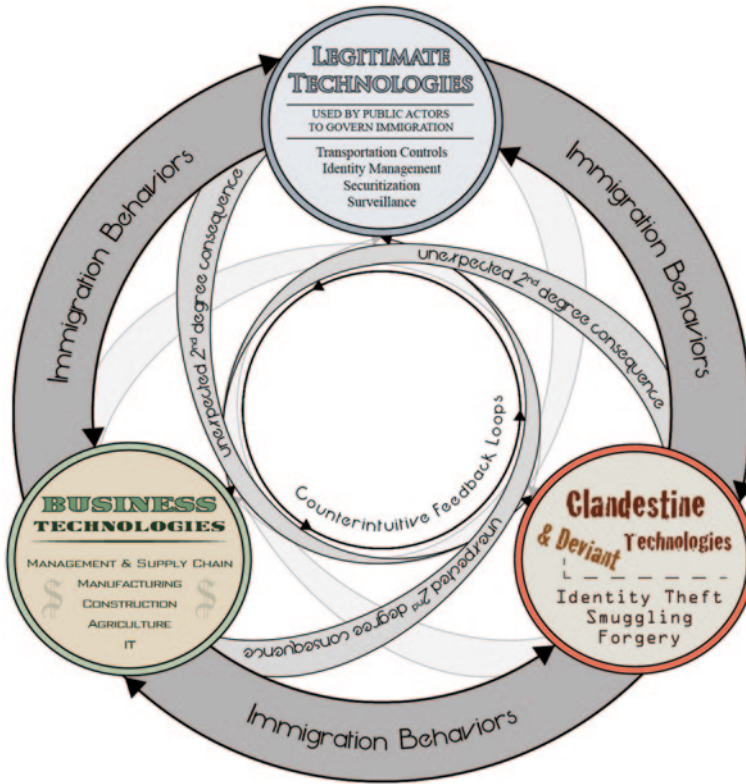 LEGITIMATE
TECHNOLOGIES
USED BY PUBLIC ACTORS
TO GOVERN IMMIGRATION
Transportation Controls
Identity Management
Securitization
Surveillance
Immigration Behaviors
Immigration Behaviors
unexpected 2nd degree consequence
unexpected 2nd degree consequence
Counterintuitive Feedback Loops
unexpected 2nd degree consequence
BUSINESS
TECHNOLOGIES
MANAGEMENT & SUPPLY CHAIN
MANUFACTURING
CONSTRUCTION
AGRICULTURE
IT
$
$
Clandestine
& Deviant Technologies
Identity Theft
Smuggling
Forgery
Immigration Behaviors